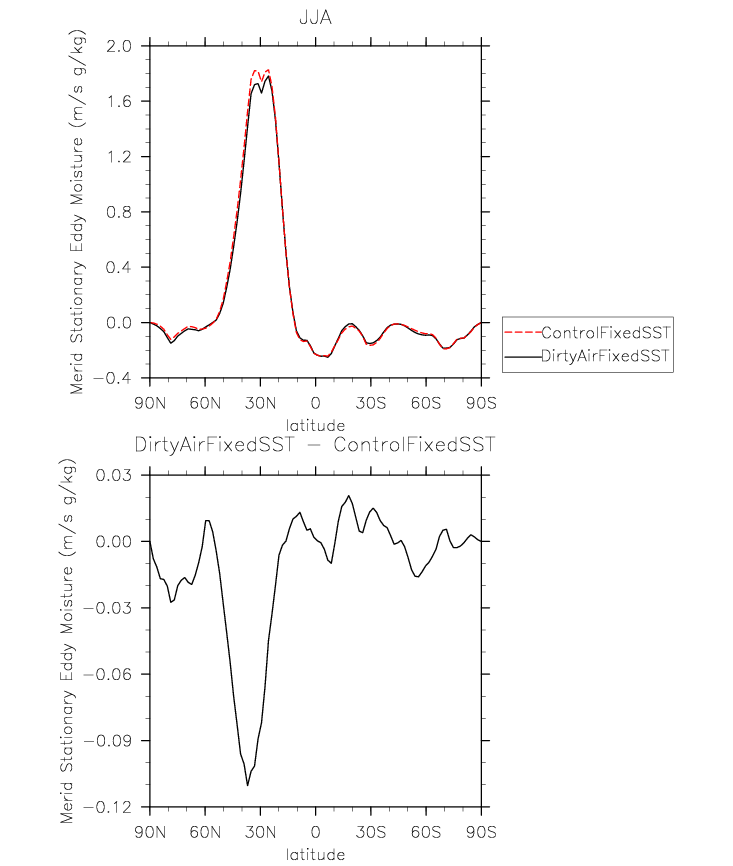 JJA
Merid Stationary Eddy Moisture (m/s g/kg)
2.0
1.6
1.2
0.8
0.4
0.0
−0.4
90N 60N 30N 0 30S 60S 90S
latitude
ControlFixedSST
DirtyAirFixedSST
DirtyAirFixedSST − ControlFixedSST
Merid Stationary Eddy Moisture (m/s g/kg)
0.03
0.00
−0.03
−0.06
−0.09
−0.12
90N 60N 30N 0 30S 60S 90S
latitude